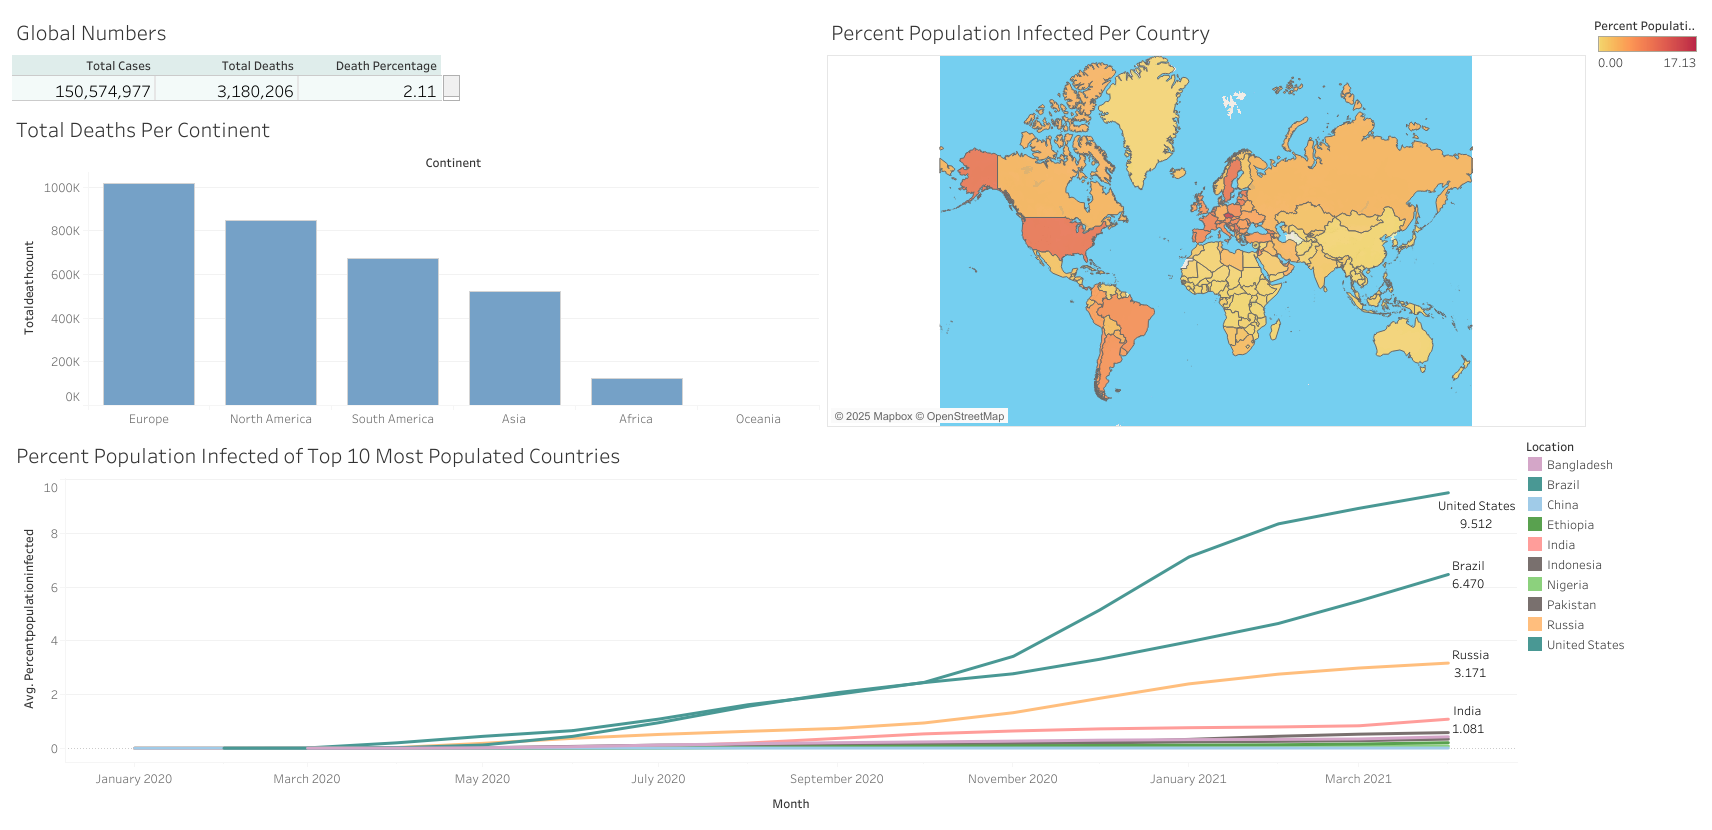 Global Numbers
Total Cases Total Deaths Death Percentage
150,574,977 3,180,206 2.11
Total Deaths Per Continent
Continent
1000K
800K
600K
400K
200K
0K
Totaldeathcount
Europe North America South America Asia Africa Oceania
Percent Population Infected Per Country
© 2025 Mapbox © OpenStreetMap
Percent Populati..
0.00 17.13
Percent Population Infected of Top 10 Most Populated Countries
10
8
6
4
2
0
Avg. Percentpopulationinfected
United States
9.512
Brazil
6.470
Russia
3.171
India
1.081
January 2020 March 2020 May 2020 July 2020 September 2020 November 2020 January 2021 March 2021
Month
Location
Bangladesh
Brazil
China
Ethiopia
India
Indonesia
Nigeria
Pakistan
Russia
United States